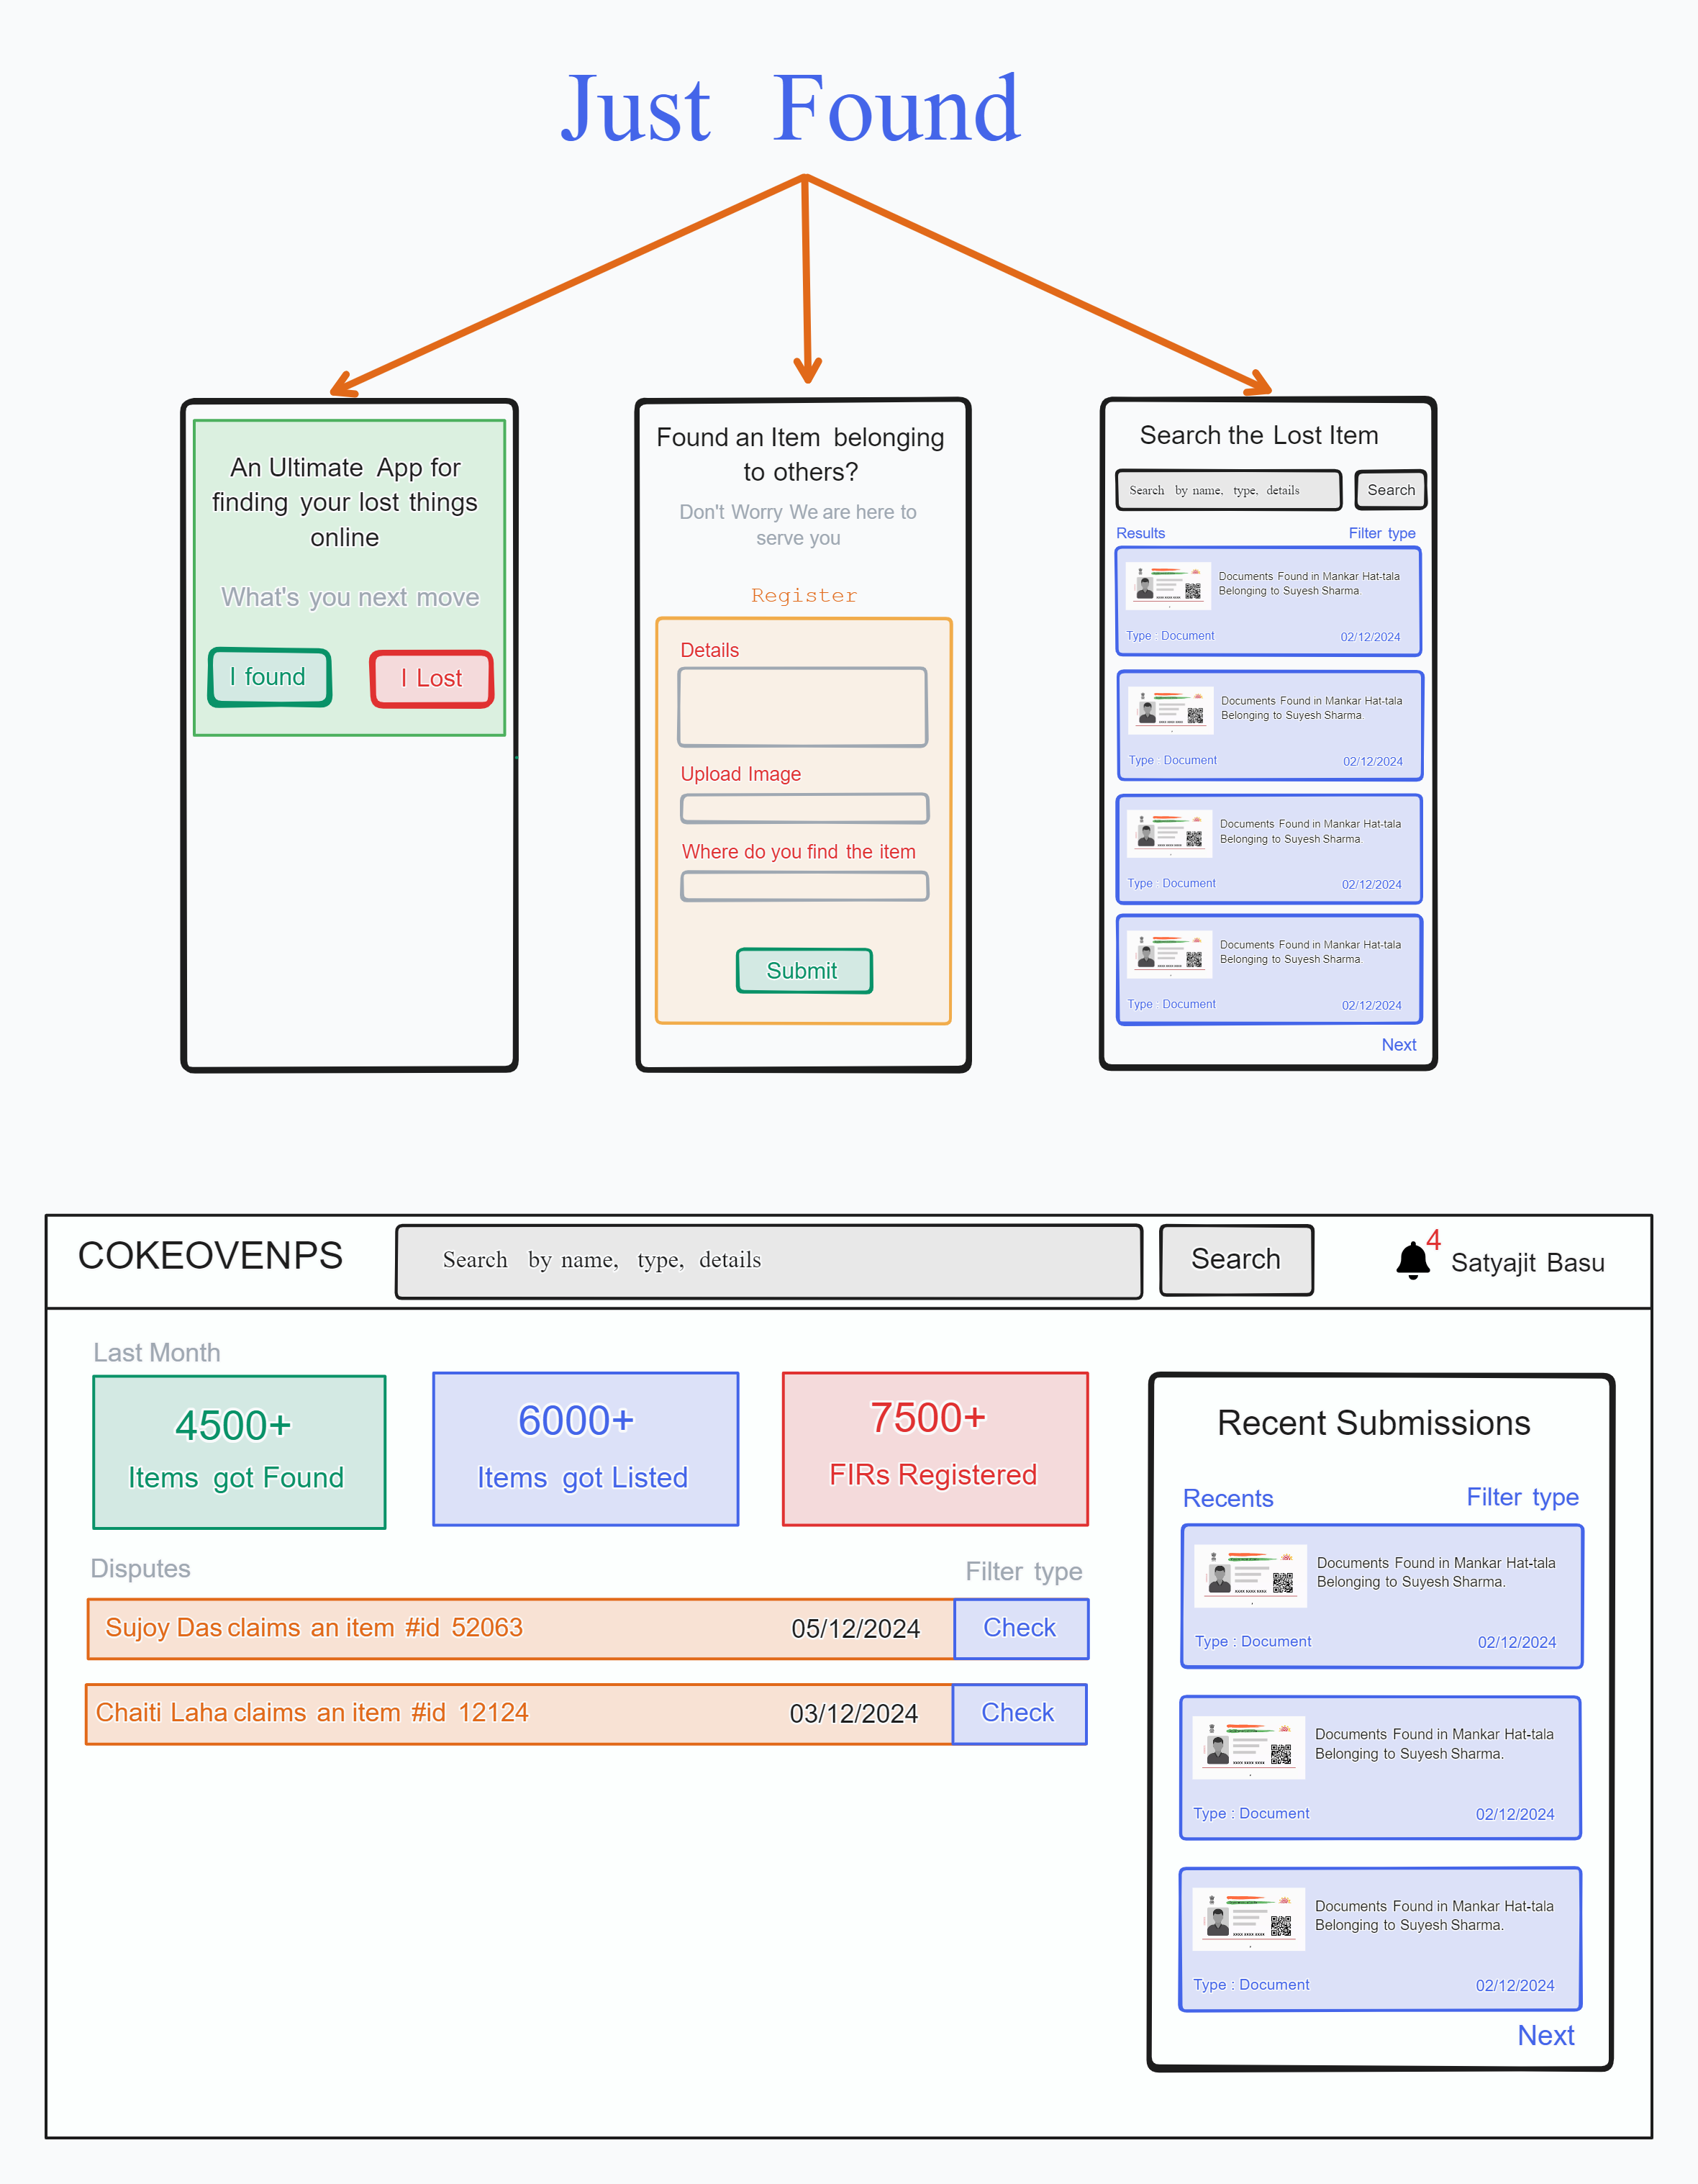 Just Found
An Ultimate App for
finding your lost things
online
What's you next move
I found
I Lost
Found an Item belonging
to others?
Don't Worry We are here to
serve you
Register
Details
Upload Image
Where do you find the item
Submit
Search the Lost Item
Search by name, type, details
Search
Results
Filter type
Documents Found in Mankar Hat-tala
Belonging to Suyesh Sharma.
Type : Document
02/12/2024
Documents Found in Mankar Hat-tala
Belonging to Suyesh Sharma.
Type : Document
02/12/2024
Documents Found in Mankar Hat-tala
Belonging to Suyesh Sharma.
Type : Document
02/12/2024
Documents Found in Mankar Hat-tala
Belonging to Suyesh Sharma.
Type : Document
02/12/2024
Next
COKEOVENPS
Search by name, type, details
Search
4
Satyajit Basu
Last Month
4500+
Items got Found
6000+
Items got Listed
7500+
FIRs Registered
Disputes
Filter type
Sujoy Das claims an item #id 52063
05/12/2024
Check
Chaiti Laha claims an item #id 12124
03/12/2024
Check
Recent Submissions
Recents
Filter type
Documents Found in Mankar Hat-tala
Belonging to Suyesh Sharma.
XXXX XXXX XXXX
Type : Document
02/12/2024
Documents Found in Mankar Hat-tala
Belonging to Suyesh Sharma.
XXXX XXXX XXXX
Type : Document
02/12/2024
Documents Found in Mankar Hat-tala
Belonging to Suyesh Sharma.
XXXX XXXX XXXX
Type : Document
02/12/2024
Next